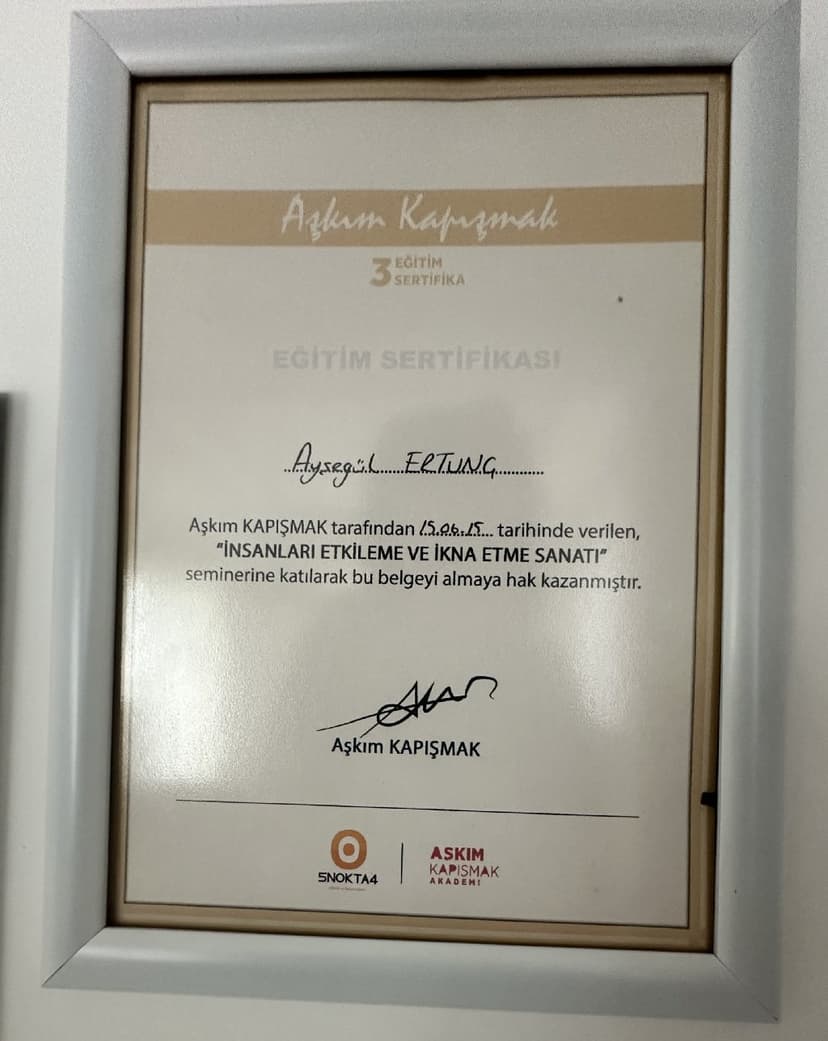 Aşkım Kapışmak
3 EĞİTİM
SERTİFİKA
EĞİTİM SERTİFİKASI
Ayşegül ERTUNÇ
Aşkım KAPIŞMAK tarafından 15.06.15 tarihinde verilen,
"İNSANLARI ETKİLEME VE İKNA ETME SANATI"
seminerine katılarak bu belgeyi almaya hak kazanmıştır.
Aşkım KAPIŞMAK
5NOKTA4
AŞKIM
KAPIŞMAK
AKADEMİ